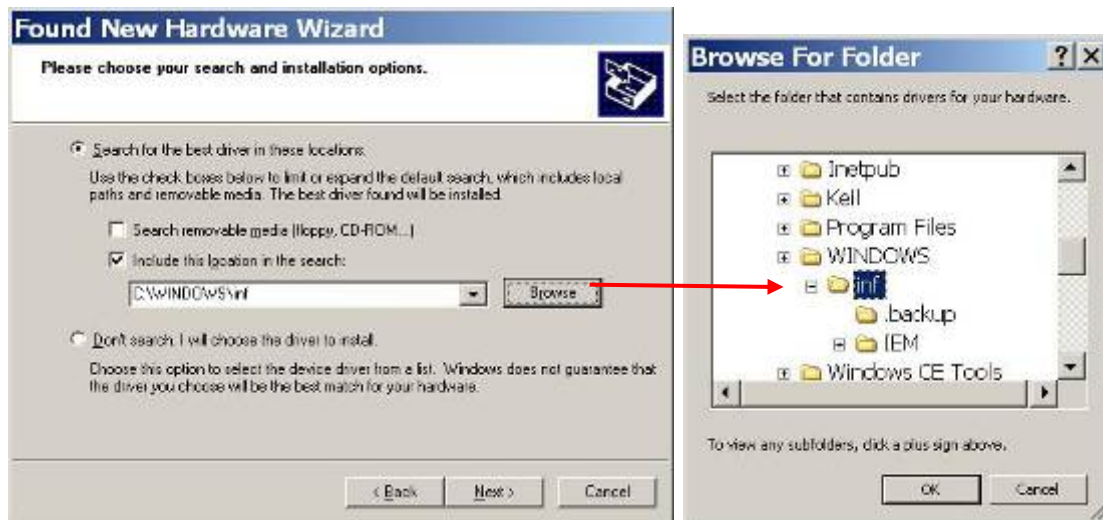 Found New Hardware Wizard
Please choose your search and installation options.
Search for the best driver in these locations.
Use the check boxes below to limit or expand the default search, which includes local
paths and removable media. The best driver found will be installed.
Search removable media (floppy, CD-ROM...)
Include this location in the search:
C:\WINDOWS\inf
Browse
Don't search. I will choose the driver to install.
Choose this option to select the device driver from a list. Windows does not guarantee that
the driver you choose will be the best match for your hardware.
< Back
Next >
Cancel
Browse For Folder
Select the folder that contains drivers for your hardware.
Inetpub
Keil
Program Files
WINDOWS
inf
.backup
IEM
Windows CE Tools
To view any subfolders, click a plus sign above.
OK
Cancel